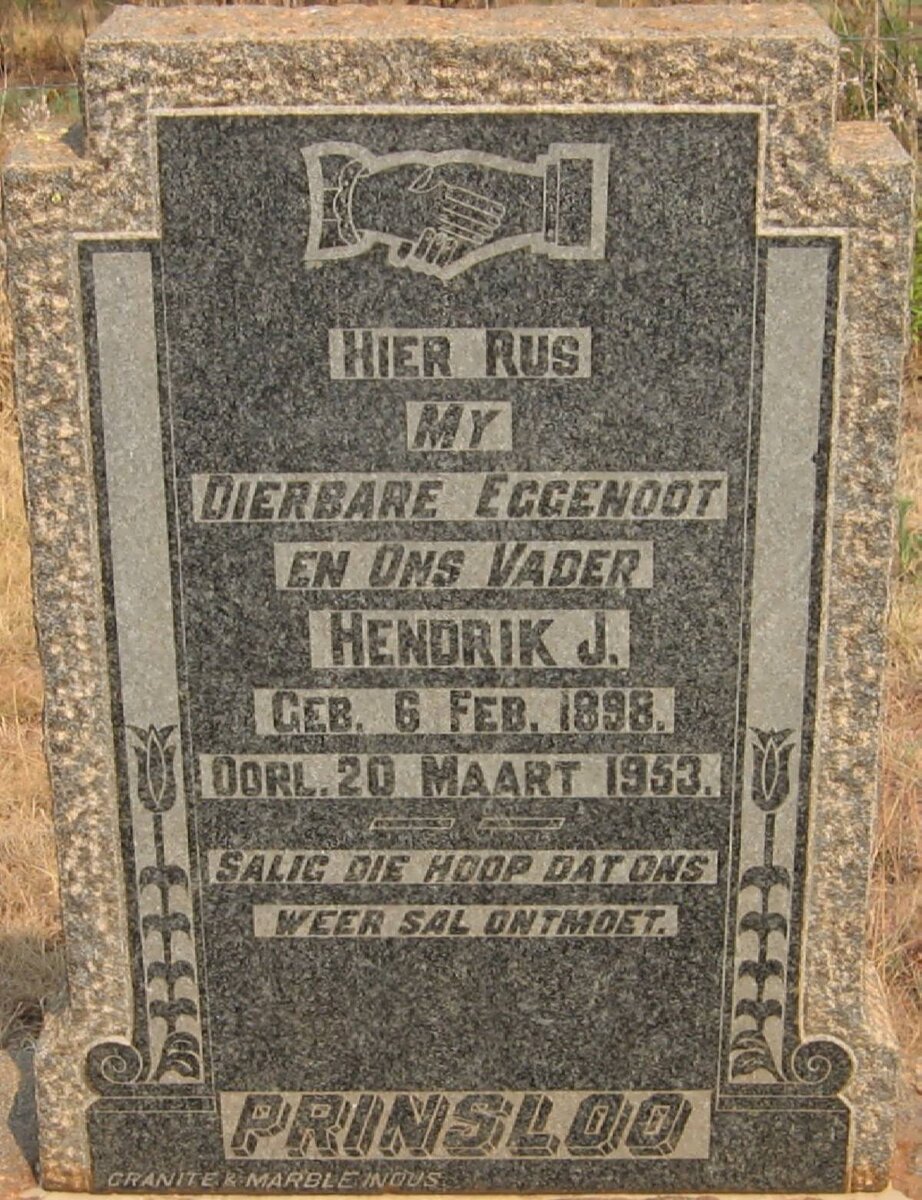 HIER RUS
MY
DIERBARE EGGENOOT
EN ONS VADER
HENDRIK J.
GEB. 6 FEB. 1898.
OORL. 20 MAART 1953.
SALIG DIE HOOP DAT ONS
WEER SAL ONTMOET.
PRINSLOO
GRANITE & MARBLE INDUS